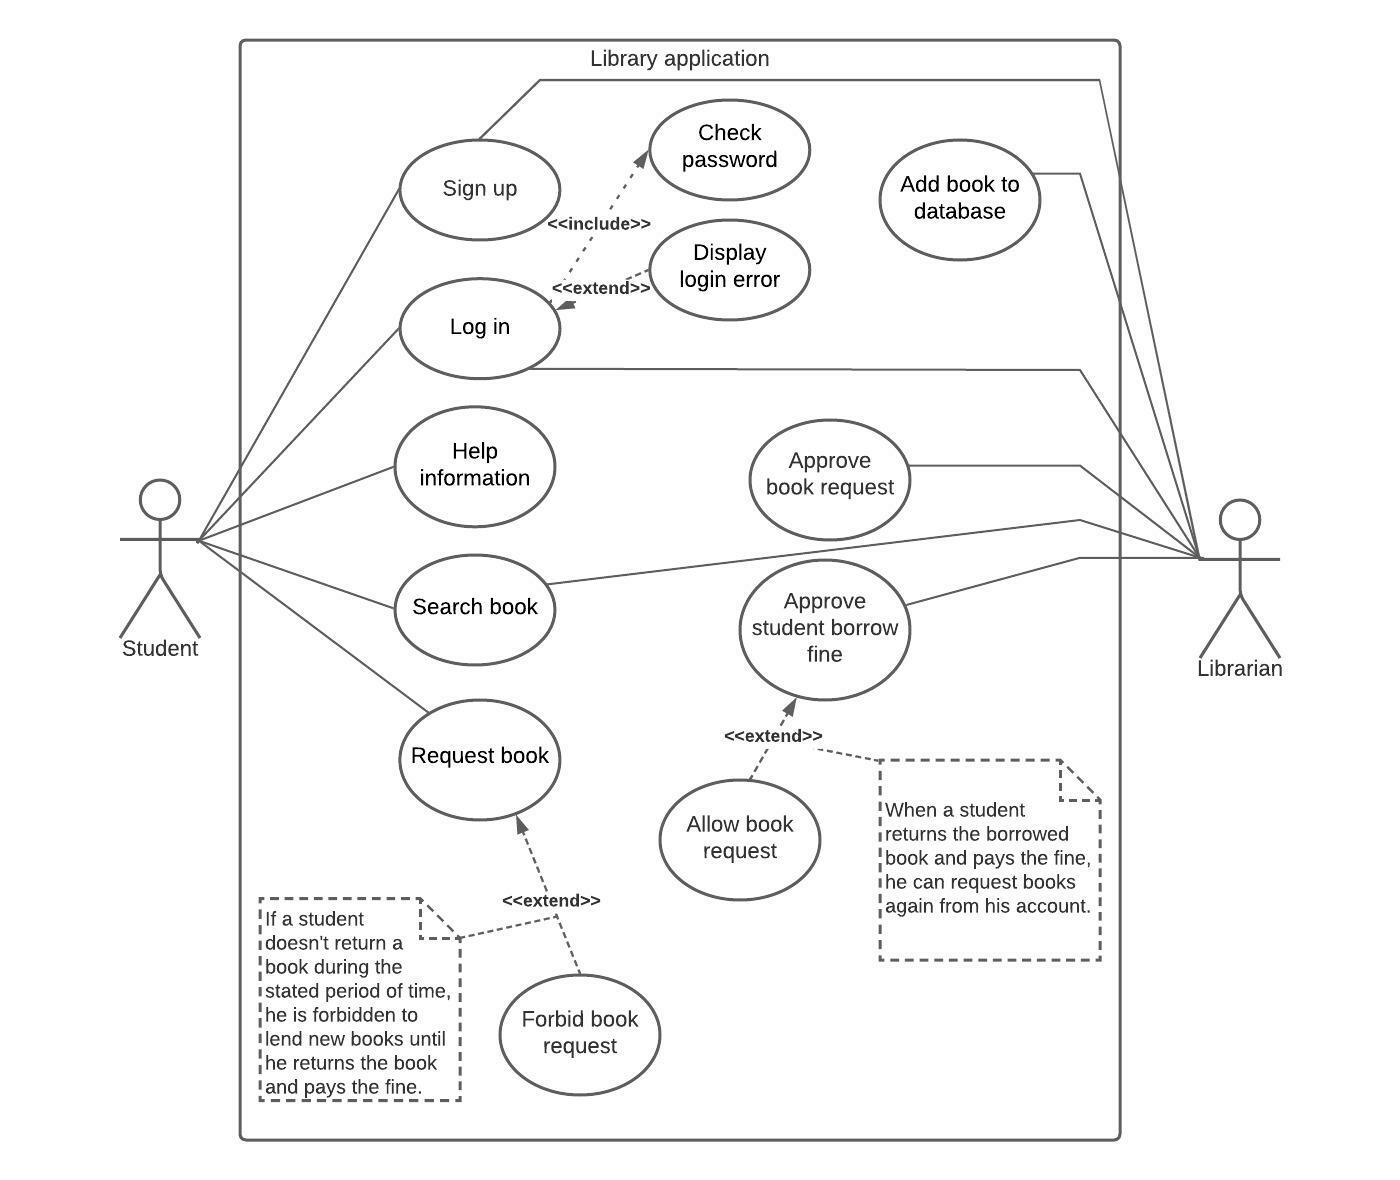 Library application
Check
password
Sign up
Add book to
database
<<include>>
Display
login error
<<extend>>
Log in
Help
information
Approve
book request
Search book
Approve
student borrow
fine
Student
Librarian
Request book
<<extend>>
Allow book
request
When a student
returns the borrowed
book and pays the fine,
he can request books
again from his account.
<<extend>>
If a student
doesn't return a
book during the
stated period of time,
he is forbidden to
lend new books until
he returns the book
and pays the fine.
Forbid book
request